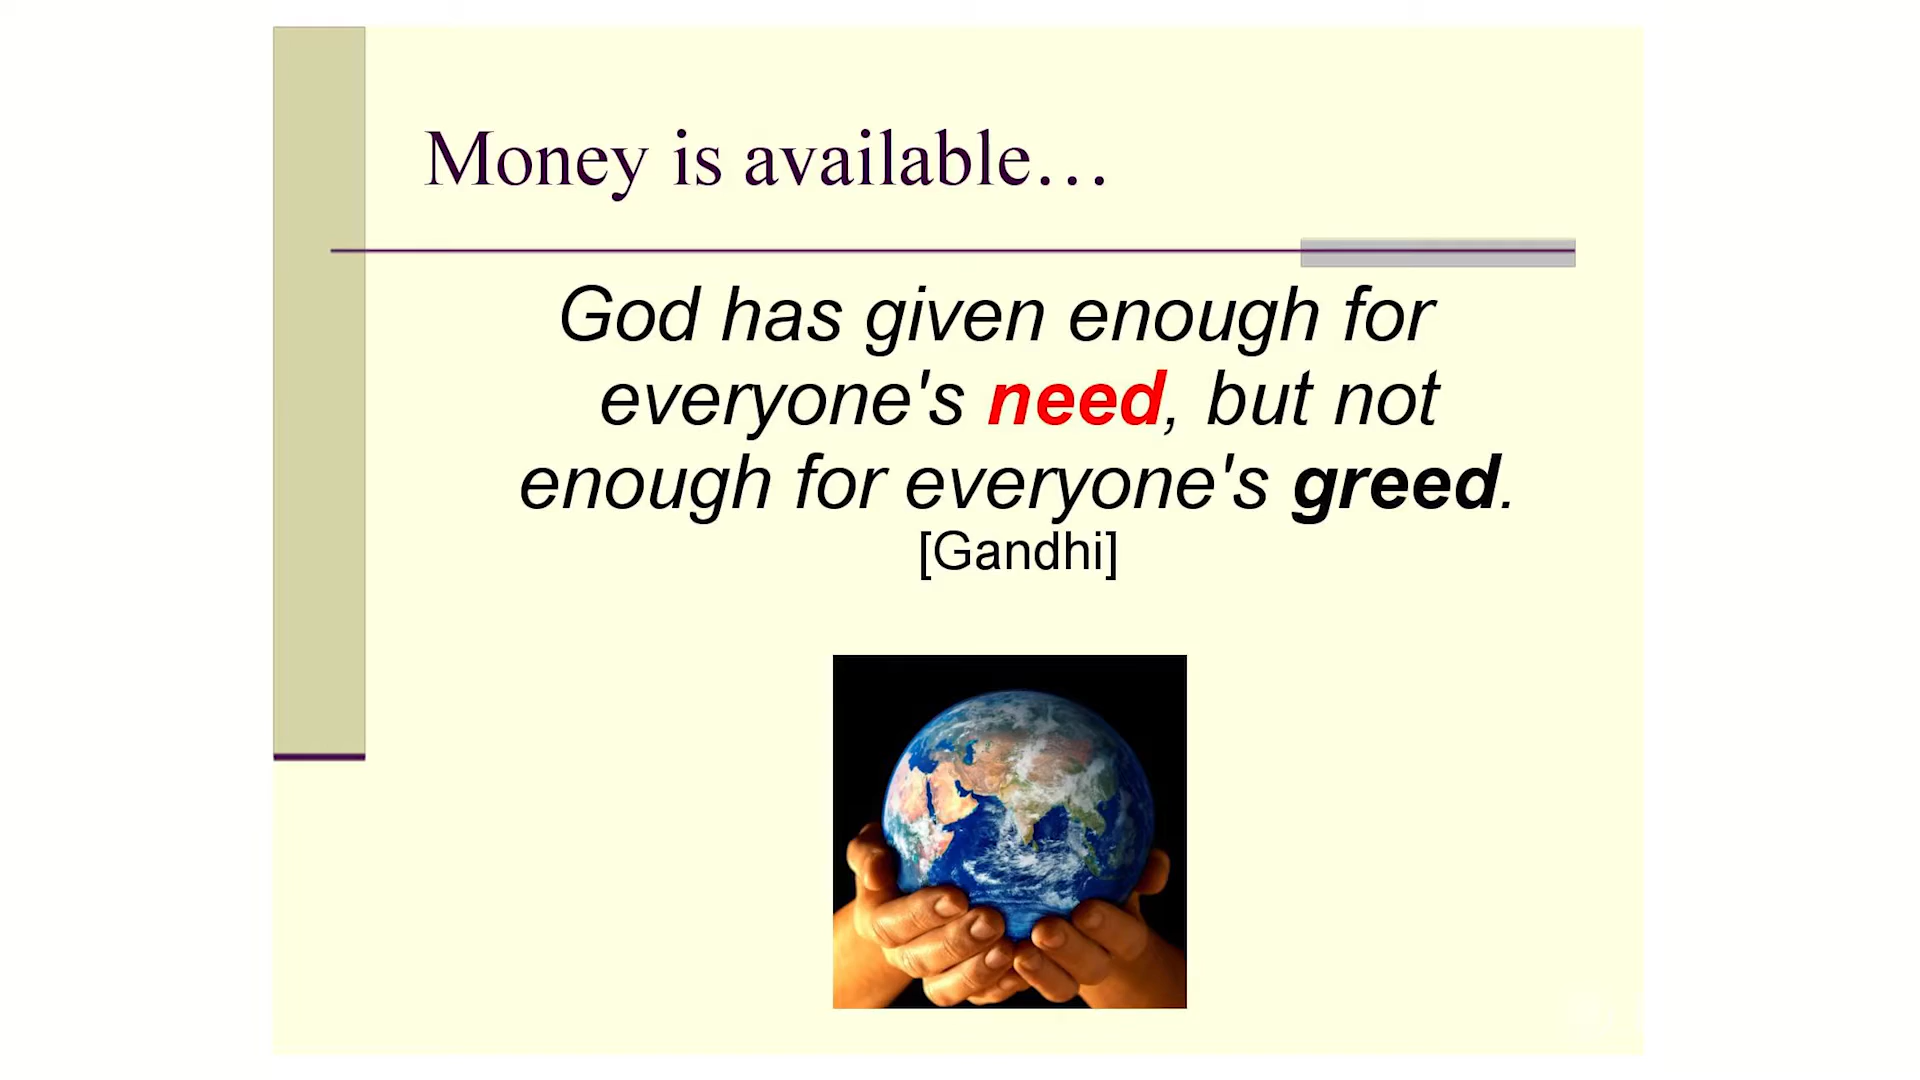 Money is available…
God has given enough for
everyone's need, but not
enough for everyone's greed.
[Gandhi]